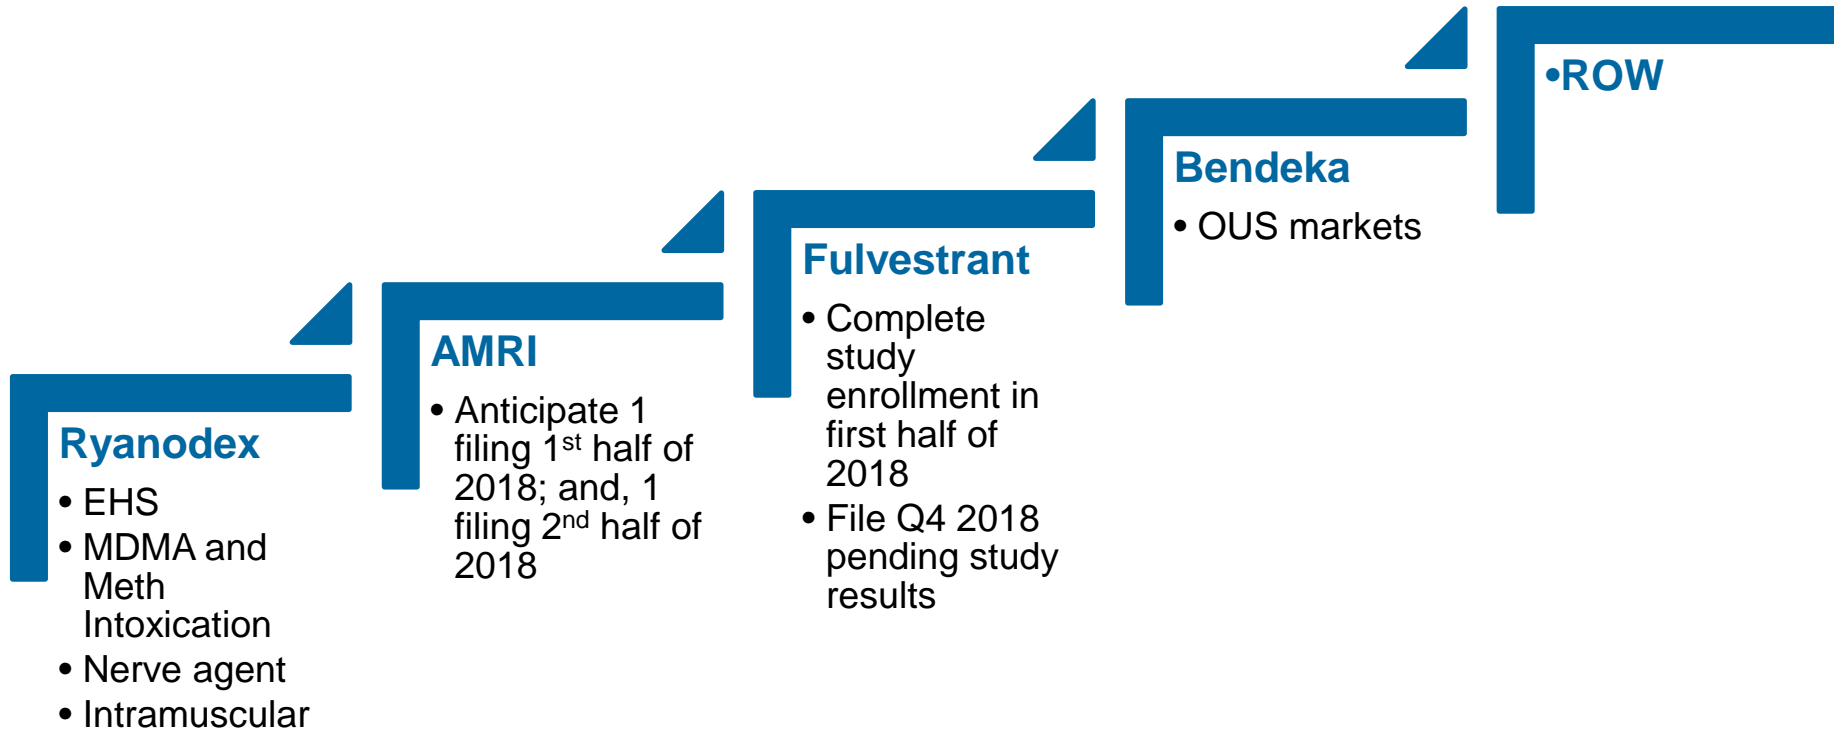 Ryanodex
• EHS
• MDMA and
Meth
Intoxication
• Nerve agent
• Intramuscular
AMRI
• Anticipate 1
filing 1st half of
2018; and, 1
filing 2nd half of
2018
Fulvestrant
• Complete
study
enrollment in
first half of
2018
• File Q4 2018
pending study
results
Bendeka
• OUS markets
•ROW